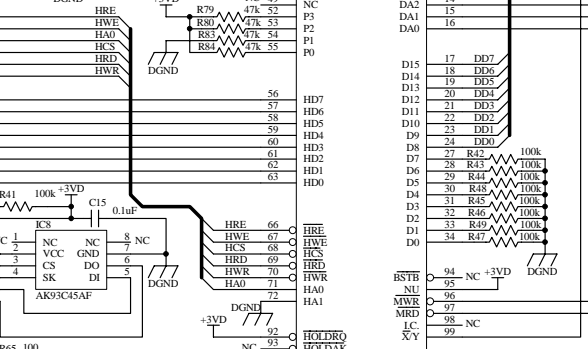 DGND
HRE
HWE
HA0
HCS
HRD
HWR
R79 47k 52 P3
R80 47k 53 P2
R83 47k 54 P1
R84 47k 55 P0
NC
DGND
DA2
15 DA1
16 DA0
17 DD7 D15
18 DD6 D14
19 DD5 D13
20 DD4 D12
21 DD3 D11
22 DD2 D10
23 DD1 D9
24 DD0 D8
27 R42 100k D7
28 R43 100k D6
29 R44 100k D5
30 R48 100k D4
31 R45 100k D3
32 R46 100k D2
33 R49 100k D1
34 R47 100k D0
DGND
56 HD7
57 HD6
58 HD5
59 HD4
60 HD3
61 HD2
62 HD1
63 HD0
R41 100k +3VD
C15
0.1uF
IC8
1 NC NC 8 NC
2 VCC GND 7
3 CS DO 6
4 SK DI 5
AK93C45AF
DGND
HRE 66 HRE
HWE 67 HWE
HCS 68 HCS
HRD 69 HRD
HWR 70 HWR
HA0 71 HA0
72 HA1
DGND
+3VD
92 HOLDRQ
NC 93 HOLDAK
BSTB 94 NC +3VD
NU 95
MWR 96
MRD 97
I.C. 98 NC
X/Y 99
R65 100